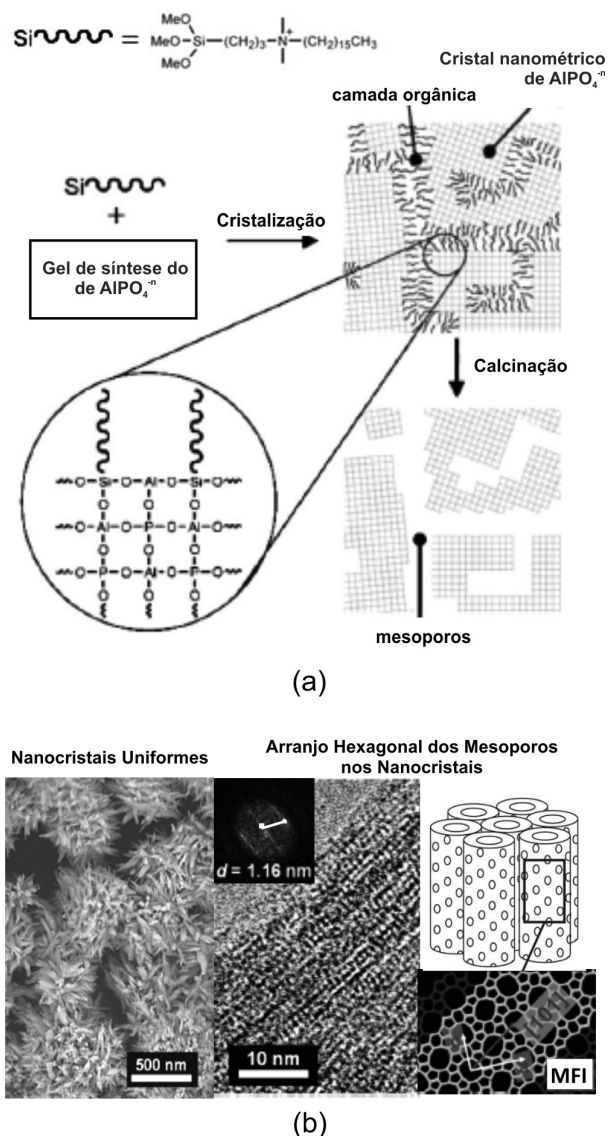 MeO
Si = MeO-Si-(CH₂)₃-N⁺-(CH₂)₁₅CH₃
MeO
Cristal nanométrico
de AlPO₄⁻ⁿ
camada orgânica
Si
+
Cristalização
Gel de síntese do
de AlPO₄⁻ⁿ
Calcinação
O-Si-O-Al-O-Si-O
O O O
O-Al-O-P-O-Al-O
O O O
O-P-O-Al-O-P-O
O O O
mesoporos
(a)
Nanocristais Uniformes
Arranjo Hexagonal dos Mesoporos
nos Nanocristais
d = 1.16 nm
500 nm
10 nm
MFI
(b)